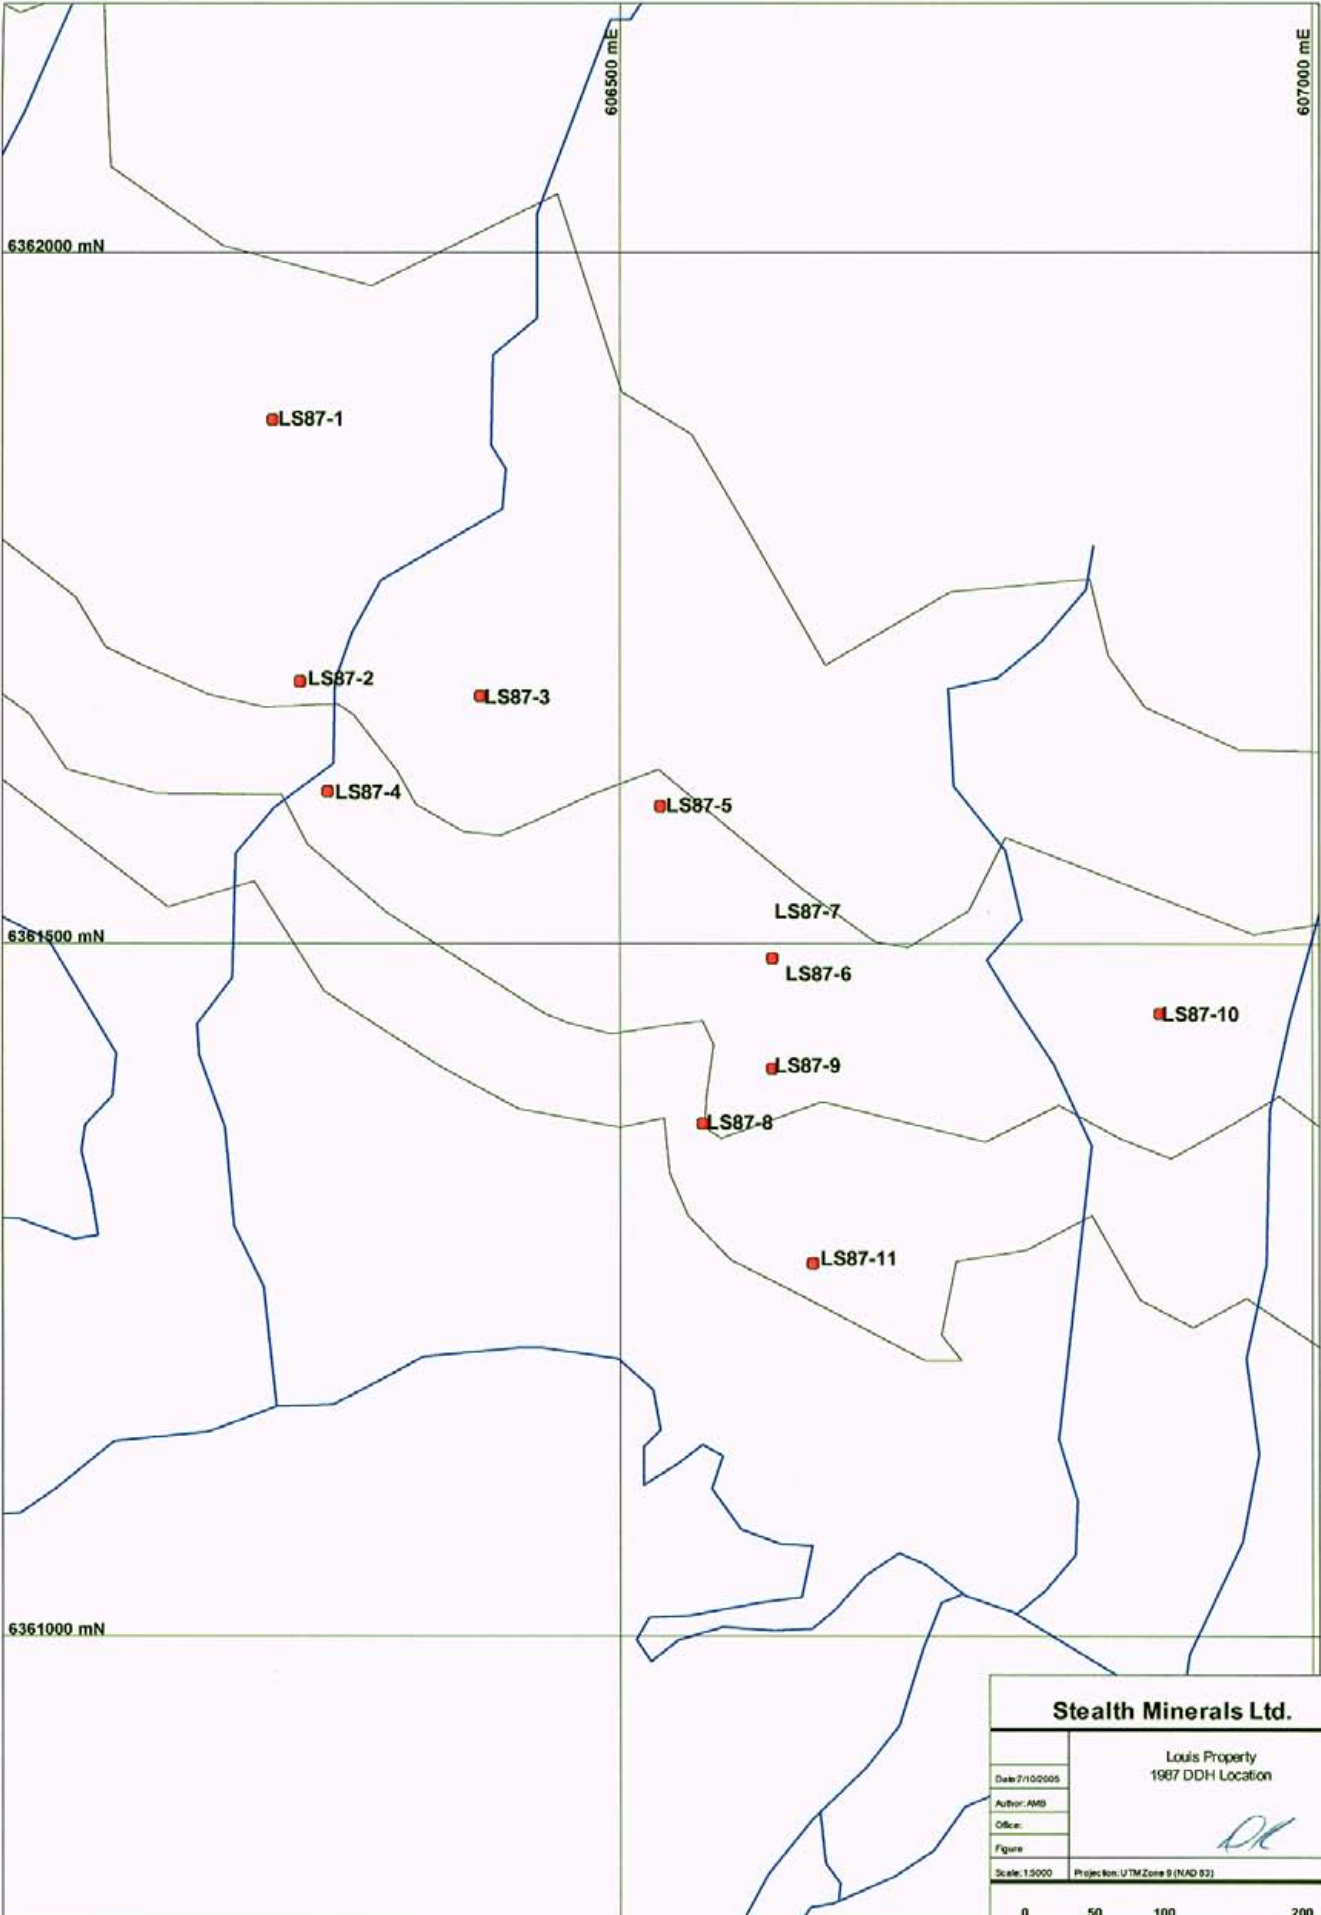 606500 mE
607000 mE
6362000 mN
LS87-1
LS87-2
LS87-3
LS87-4
LS87-5
LS87-7
6361500 mN
LS87-6
LS87-10
LS87-9
LS87-8
LS87-11
6361000 mN
Stealth Minerals Ltd.
Louis Property
1987 DDH Location
Date 7/10/2005
Author: AMB
Office:
Figure
Scale: 1:5000
Projection: UTM Zone 9 (NAD 83)
0 50 100 200